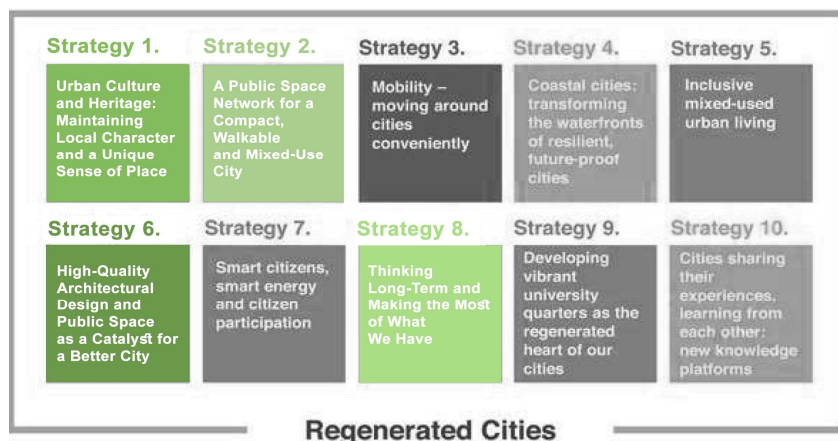 Strategy 1.
Urban Culture
and Heritage:
Maintaining
Local Character
and a Unique
Sense of Place
Strategy 2.
A Public Space
Network for a
Compact,
Walkable
and Mixed-Use
City
Strategy 3.
Mobility –
moving around
cities
conveniently
Strategy 4.
Coastal cities:
transforming
the waterfronts
of resilient,
future-proof
cities
Strategy 5.
Inclusive
mixed-used
urban living
Strategy 6.
High-Quality
Architectural
Design and
Public Space
as a Catalyst for
a Better City
Strategy 7.
Smart citizens,
smart energy
and citizen
participation
Strategy 8.
Thinking
Long-Term and
Making the Most
of What
We Have
Strategy 9.
Developing
vibrant
university
quarters as the
regenerated
heart of our
cities
Strategy 10.
Cities sharing
their
experiences,
learning from
each other:
new knowledge
platforms
Regenerated Cities